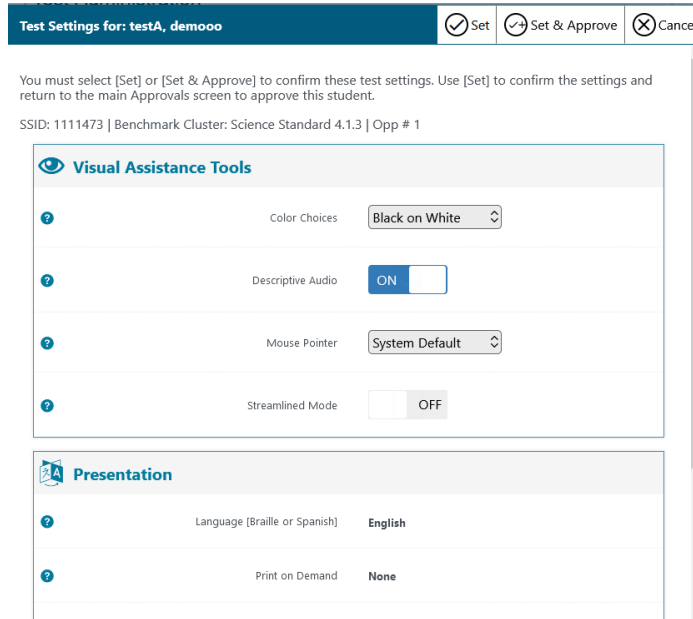 Test Settings for: testA, demooo
Set
Set & Approve
Cance
You must select [Set] or [Set & Approve] to confirm these test settings. Use [Set] to confirm the settings and
return to the main Approvals screen to approve this student.
SSID: 1111473 | Benchmark Cluster: Science Standard 4.1.3 | Opp # 1
Visual Assistance Tools
Color Choices
Black on White
Descriptive Audio
ON
Mouse Pointer
System Default
Streamlined Mode
OFF
Presentation
Language [Braille or Spanish]
English
Print on Demand
None